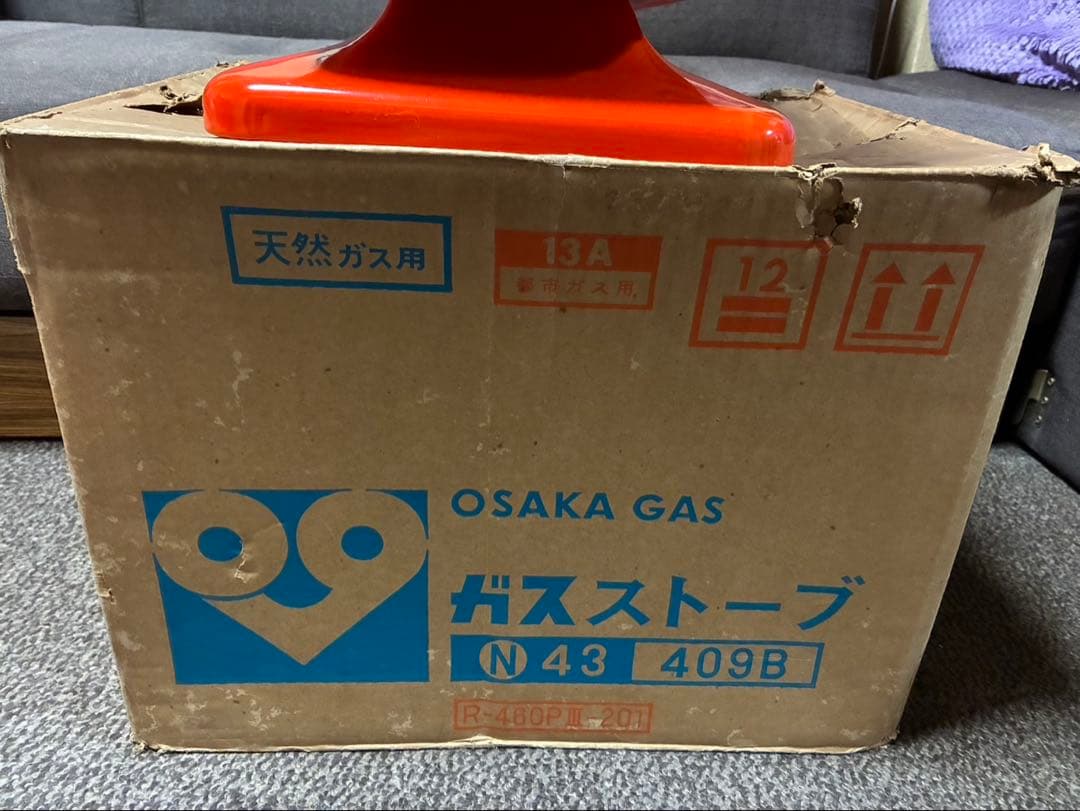 天然ガス用
13A
都市ガス用
12
OSAKA GAS
ガスストーブ
N 43 409B
R-460PⅢ-201